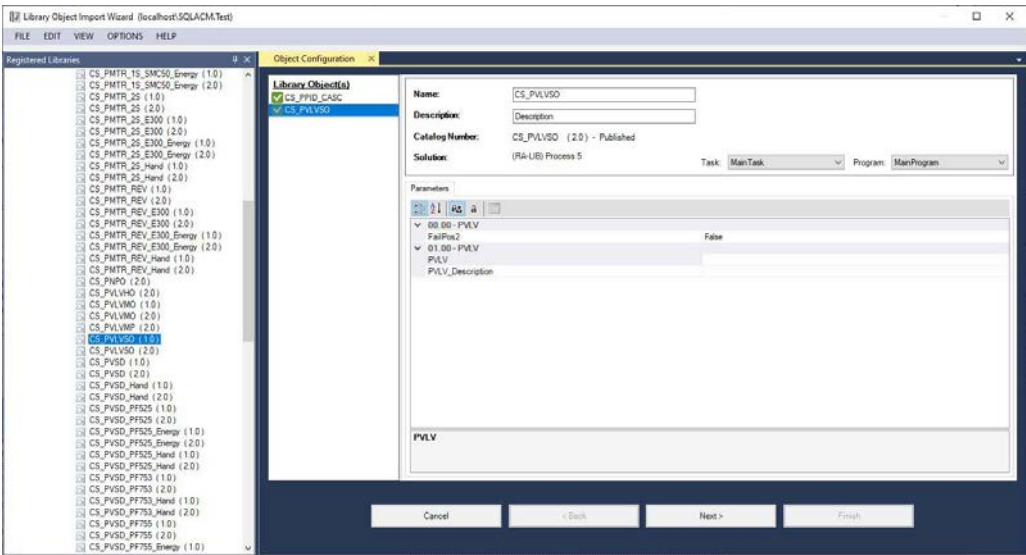 Library Object Import Wizard (localhost\SQLACM.Test)
FILE EDIT VIEW OPTIONS HELP
Registered Libraries
CS_PMTR_1S_SMC50_Energy (1.0)
CS_PMTR_1S_SMC50_Energy (2.0)
CS_PMTR_2S (1.0)
CS_PMTR_2S (2.0)
CS_PMTR_2S_E300 (1.0)
CS_PMTR_2S_E300 (2.0)
CS_PMTR_2S_E300_Energy (1.0)
CS_PMTR_2S_E300_Energy (2.0)
CS_PMTR_2S_Hand (1.0)
CS_PMTR_2S_Hand (2.0)
CS_PMTR_REV (1.0)
CS_PMTR_REV (2.0)
CS_PMTR_REV_E300 (1.0)
CS_PMTR_REV_E300 (2.0)
CS_PMTR_REV_E300_Energy (1.0)
CS_PMTR_REV_E300_Energy (2.0)
CS_PMTR_REV_Hand (1.0)
CS_PMTR_REV_Hand (2.0)
CS_PNPO (2.0)
CS_PVLVHO (2.0)
CS_PVLVMO (1.0)
CS_PVLVMO (2.0)
CS_PVLVMP (2.0)
CS_PVLVSO (1.0)
CS_PVLVSO (2.0)
CS_PVSD (1.0)
CS_PVSD (2.0)
CS_PVSD_Hand (1.0)
CS_PVSD_Hand (2.0)
CS_PVSD_PF525 (1.0)
CS_PVSD_PF525 (2.0)
CS_PVSD_PF525_Energy (1.0)
CS_PVSD_PF525_Energy (2.0)
CS_PVSD_PF525_Hand (1.0)
CS_PVSD_PF525_Hand (2.0)
CS_PVSD_PF753 (1.0)
CS_PVSD_PF753 (2.0)
CS_PVSD_PF753_Hand (1.0)
CS_PVSD_PF753_Hand (2.0)
CS_PVSD_PF755 (1.0)
CS_PVSD_PF755 (2.0)
CS_PVSD_PF755_Energy (1.0)
Object Configuration
Library Object(s)
CS_PPID_CASC
CS_PVLVSO
Name: CS_PVLVSO
Description: Description
Catalog Number: CS_PVLVSO (2.0) - Published
Solution: (RA-LIB) Process 5
Task: MainTask Program: MainProgram
Parameters
00.00 - PVLV
FailPos2 False
01.00 - PVLV
PVLV
PVLV_Description
PVLV
Cancel < Back Next > Finish